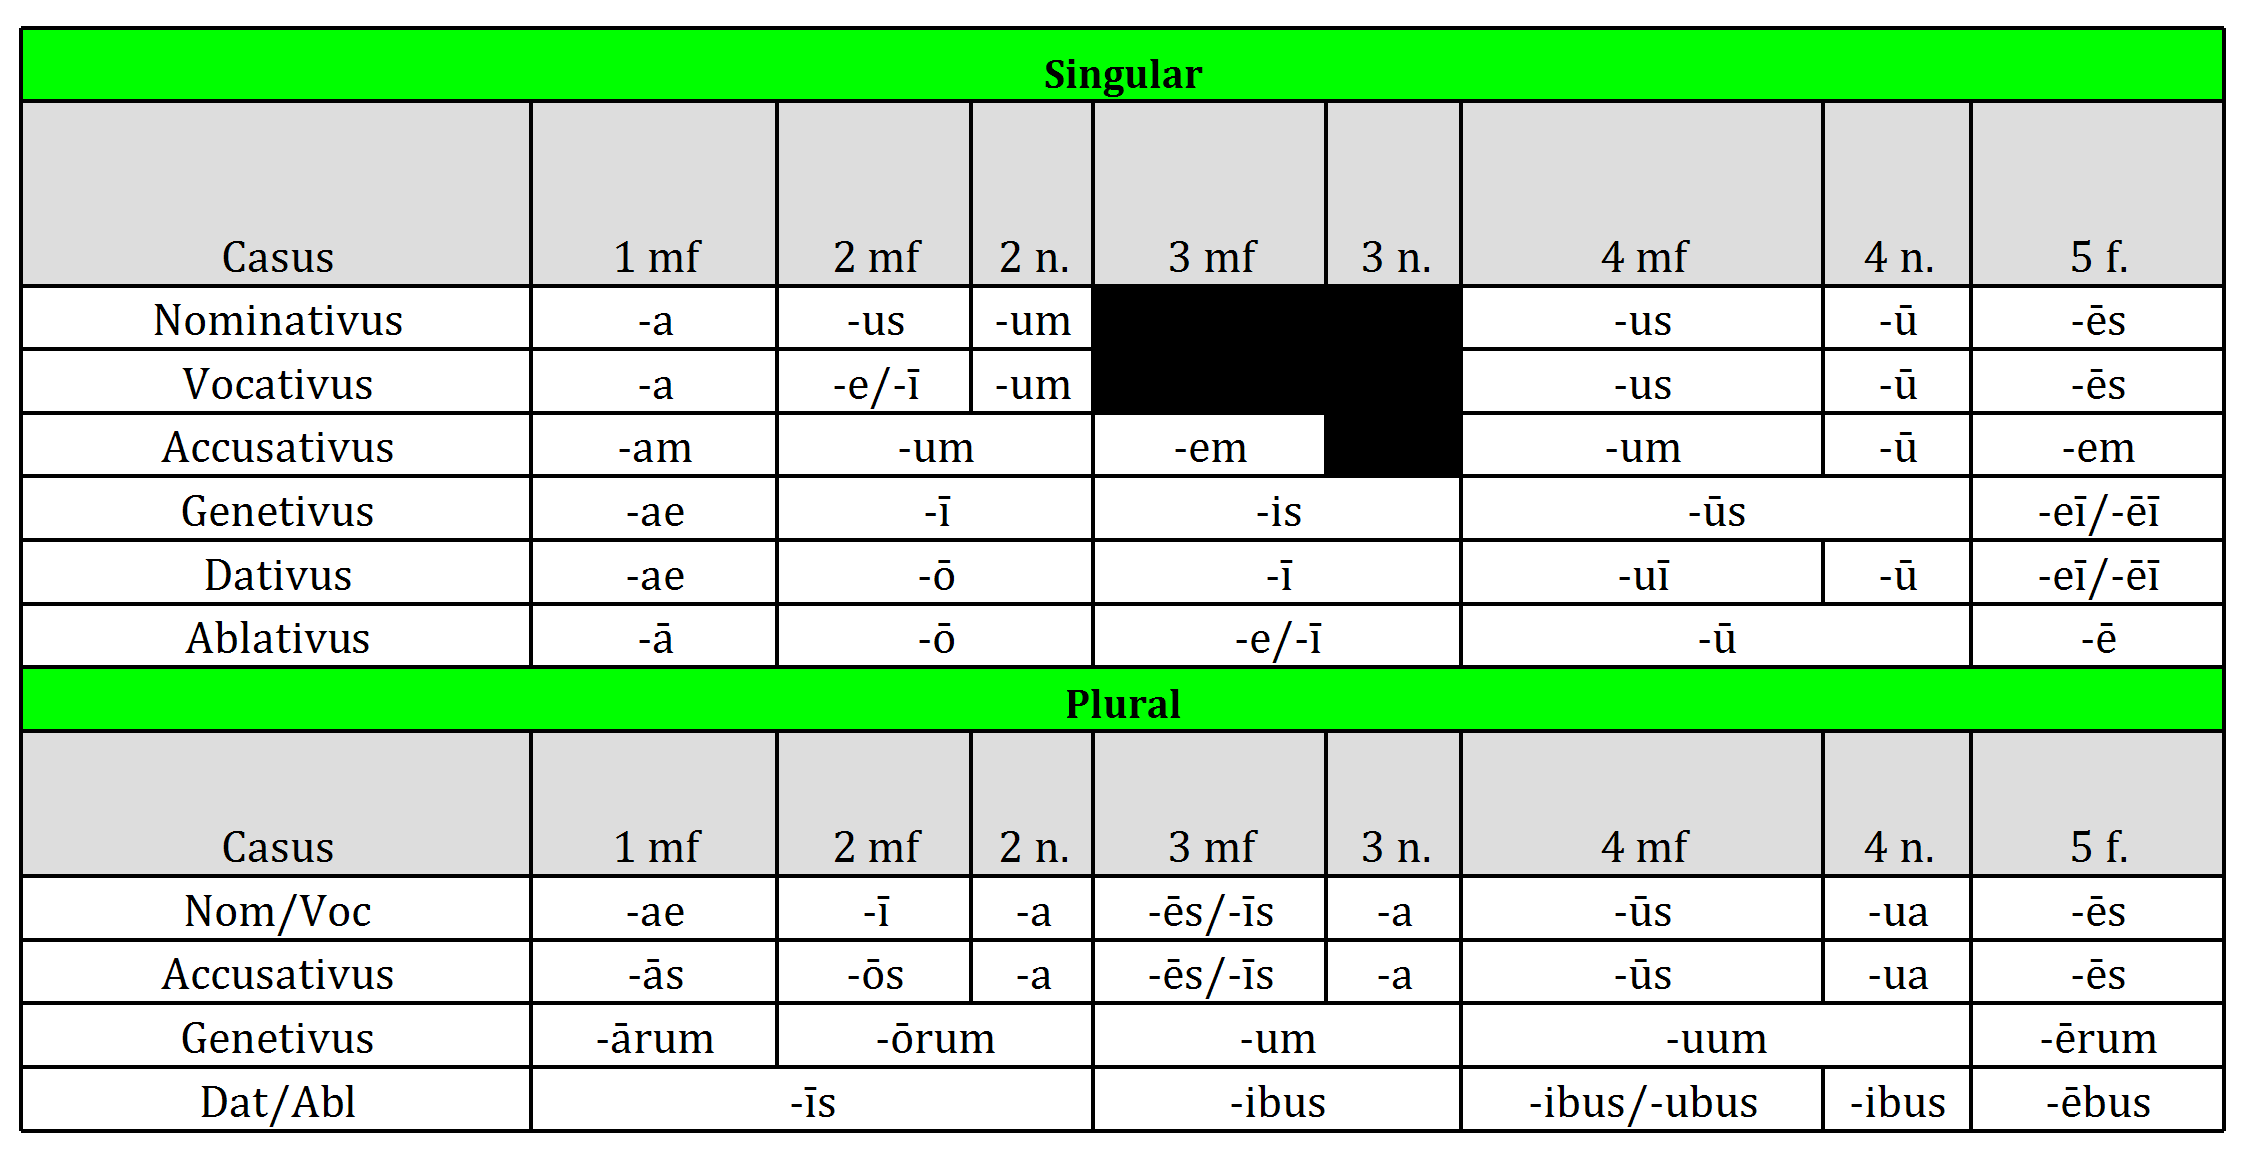 Singular
Casus 1 mf 2 mf 2 n. 3 mf 3 n. 4 mf 4 n. 5 f.
Nominativus -a -us -um -us -ū -ēs
Vocativus -a -e/-ī -um -us -ū -ēs
Accusativus -am -um -em -um -ū -em
Genetivus -ae -ī -is -ūs -eī/-ēī
Dativus -ae -ō -ī -uī -ū -eī/-ēī
Ablativus -ā -ō -e/-ī -ū -ē
Plural
Casus 1 mf 2 mf 2 n. 3 mf 3 n. 4 mf 4 n. 5 f.
Nom/Voc -ae -ī -a -ēs/-īs -a -ūs -ua -ēs
Accusativus -ās -ōs -a -ēs/-īs -a -ūs -ua -ēs
Genetivus -ārum -ōrum -um -uum -ērum
Dat/Abl -īs -ibus -ibus/-ubus -ibus -ēbus